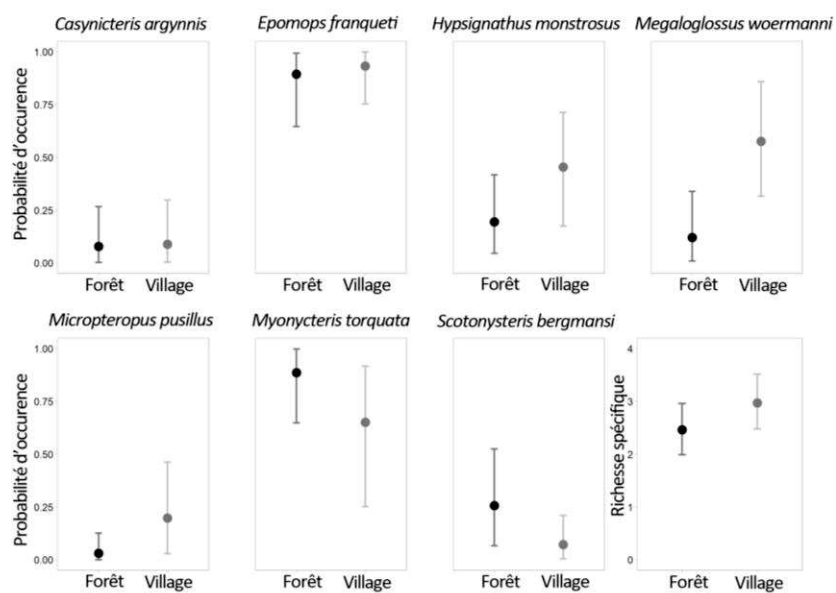 Casynicteris argynnis Epomops franqueti Hypsignathus monstrosus Megaloglossus woermanni
Probabilité d'occurence
1.00
0.75
0.50
0.25
0.00
Forêt Village Forêt Village Forêt Village Forêt Village
Micropteropus pusillus Myonycteris torquata Scotonysteris bergmansi
Probabilité d'occurence
1.00
0.75
0.50
0.25
0.00
Richesse spécifique
4
3
2
1
0
Forêt Village Forêt Village Forêt Village Forêt Village